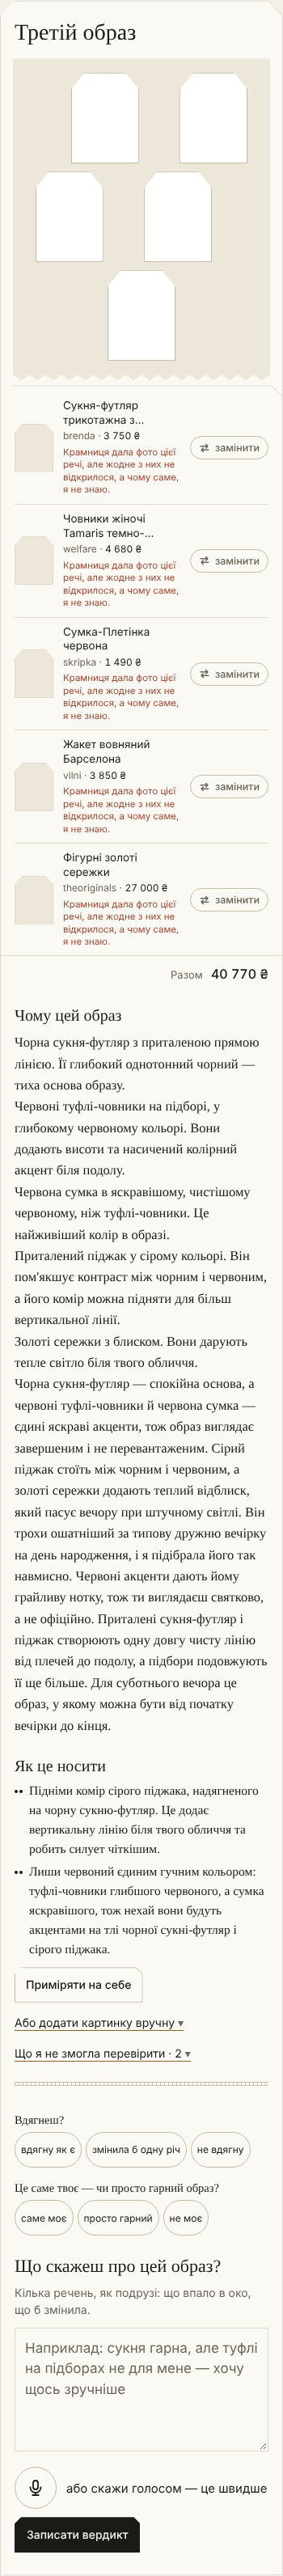 Третій образ
Сукня-футляр
трикотажна з...
brenda · 3 750 ₴
Крамниця дала фото цієї
речі, але жодне з них не
відкрилося, а чому саме,
я не знаю.
замінити
Човники жіночі
Tamaris темно-...
welfare · 4 680 ₴
Крамниця дала фото цієї
речі, але жодне з них не
відкрилося, а чому саме,
я не знаю.
замінити
Сумка-Плетінка
червона
skripka · 1 490 ₴
Крамниця дала фото цієї
речі, але жодне з них не
відкрилося, а чому саме,
я не знаю.
замінити
Жакет вовняний
Барселона
vilni · 3 850 ₴
Крамниця дала фото цієї
речі, але жодне з них не
відкрилося, а чому саме,
я не знаю.
замінити
Фігурні золоті
сережки
theoriginals · 27 000 ₴
Крамниця дала фото цієї
речі, але жодне з них не
відкрилося, а чому саме,
я не знаю.
замінити
Разом 40 770 ₴
Чому цей образ
Чорна сукня-футляр з приталеною прямою
лінією. Її глибокий однотонний чорний —
тиха основа образу.
Червоні туфлі-човники на підборі, у
глибокому червоному кольорі. Вони
додають висоти та насичений колірний
акцент біля подолу.
Червона сумка в яскравішому, чистішому
червоному, ніж туфлі-човники. Це
найживіший колір в образі.
Приталений піджак у сірому кольорі. Він
пом'якшує контраст між чорним і червоним,
а його комір можна підняти для більш
вертикальної лінії.
Золоті сережки з блиском. Вони дарують
тепле світло біля твого обличчя.
Чорна сукня-футляр — спокійна основа, а
червоні туфлі-човники й червона сумка —
єдині яскраві акценти, тож образ виглядає
завершеним і не перевантаженим. Сірий
піджак стоїть між чорним і червоним, а
золоті сережки додають теплий відблиск,
який пасує вечору при штучному світлі. Він
трохи ошатніший за типову дружню вечірку
на день народження, і я підібрала його так
навмисно. Червоні акценти дають йому
грайливу нотку, тож ти виглядаєш святково,
а не офіційно. Приталені сукня-футляр і
піджак створюють одну довгу чисту лінію
від плечей до подолу, а підбори подовжують
її ще більше. Для суботнього вечора це
образ, у якому можна бути від початку
вечірки до кінця.
Як це носити
Підніми комір сірого піджака, надягненого
на чорну сукню-футляр. Це додає
вертикальну лінію біля твого обличчя та
робить силует чіткішим.
Лиши червоний єдиним гучним кольором:
туфлі-човники глибшого червоного, а сумка
яскравішого, тож нехай вони будуть
акцентами на тлі чорної сукні-футляр і
сірого піджака.
Приміряти на себе
Або додати картинку вручну ▾
Що я не змогла перевірити · 2 ▾
Вдягнеш?
вдягну як є
змінила б одну річ
не вдягну
Це саме твоє — чи просто гарний образ?
саме моє
просто гарний
не моє
Що скажеш про цей образ?
Кілька речень, як подрузі: що впало в око,
що б змінила.
Наприклад: сукня гарна, але туфлі
на підборах не для мене — хочу
щось зручніше
або скажи голосом — це швидше
Записати вердикт